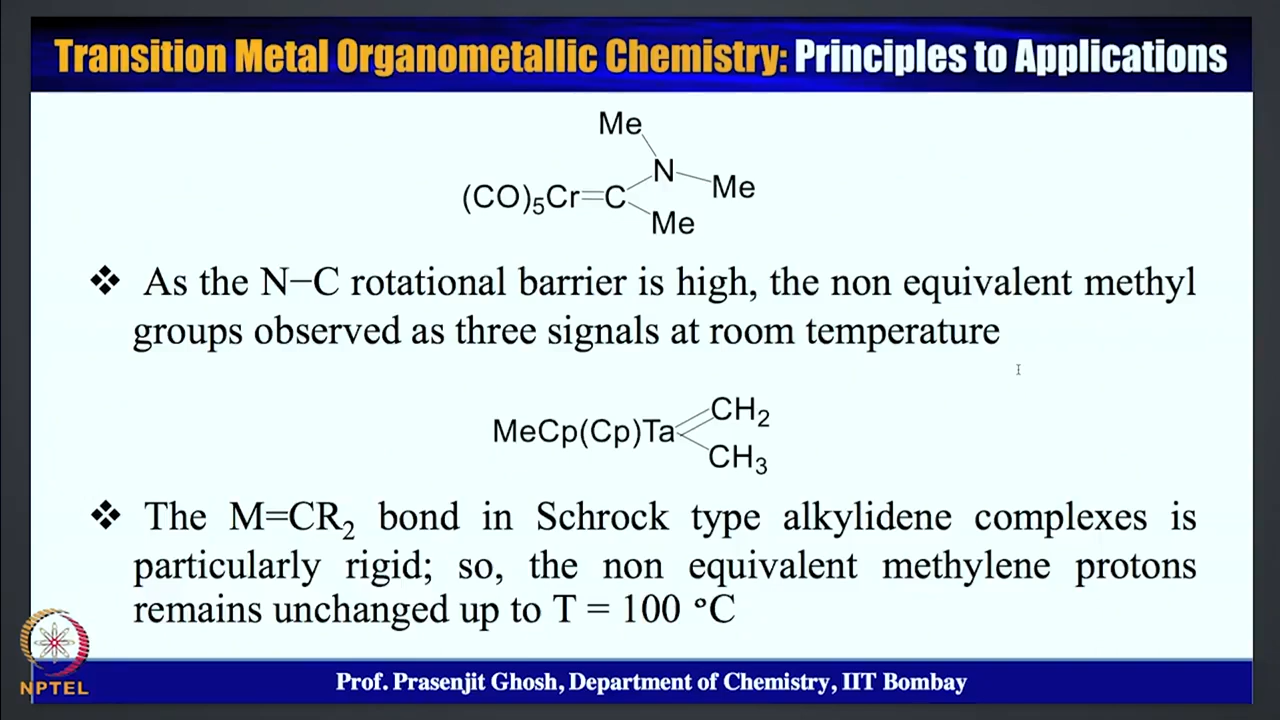 Transition Metal Organometallic Chemistry: Principles to Applications
Me
N
Me
(CO)5Cr=C
Me
❖ As the N−C rotational barrier is high, the non equivalent methyl
groups observed as three signals at room temperature
CH2
MeCp(Cp)Ta
CH3
❖ The M=CR2 bond in Schrock type alkylidene complexes is
particularly rigid; so, the non equivalent methylene protons
remains unchanged up to T = 100 °C
NPTEL
Prof. Prasenjit Ghosh, Department of Chemistry, IIT Bombay